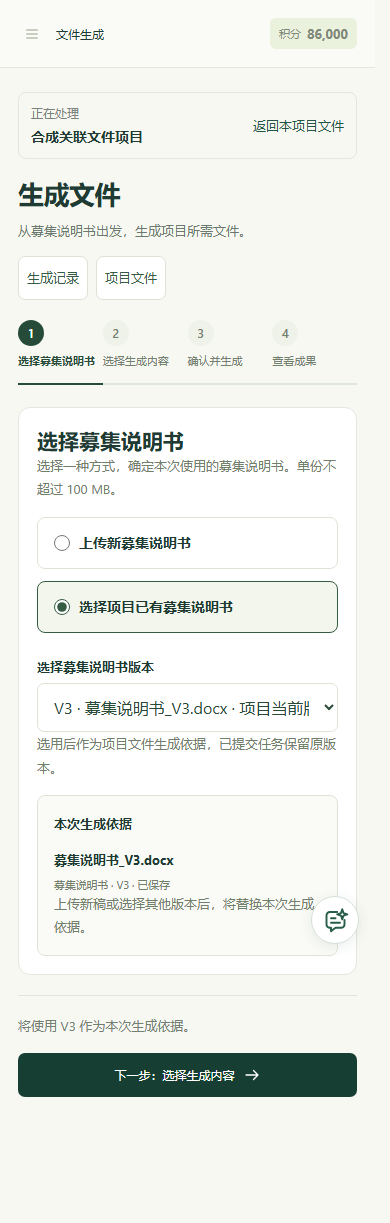 文件生成
积分 86,000
正在处理
合成关联文件项目
返回本项目文件
生成文件
从募集说明书出发，生成项目所需文件。
生成记录
项目文件
1
2
3
4
选择募集说明书
选择生成内容
确认并生成
查看成果
选择募集说明书
选择一种方式，确定本次使用的募集说明书。单份不
超过 100 MB。
上传新募集说明书
选择项目已有募集说明书
选择募集说明书版本
V3 · 募集说明书_V3.docx · 项目当前
选用后作为项目文件生成依据，已提交任务保留原版
本。
本次生成依据
募集说明书_V3.docx
募集说明书 · V3 · 已保存
上传新稿或选择其他版本后，将替换本次生成
依据。
将使用 V3 作为本次生成依据。
下一步：选择生成内容